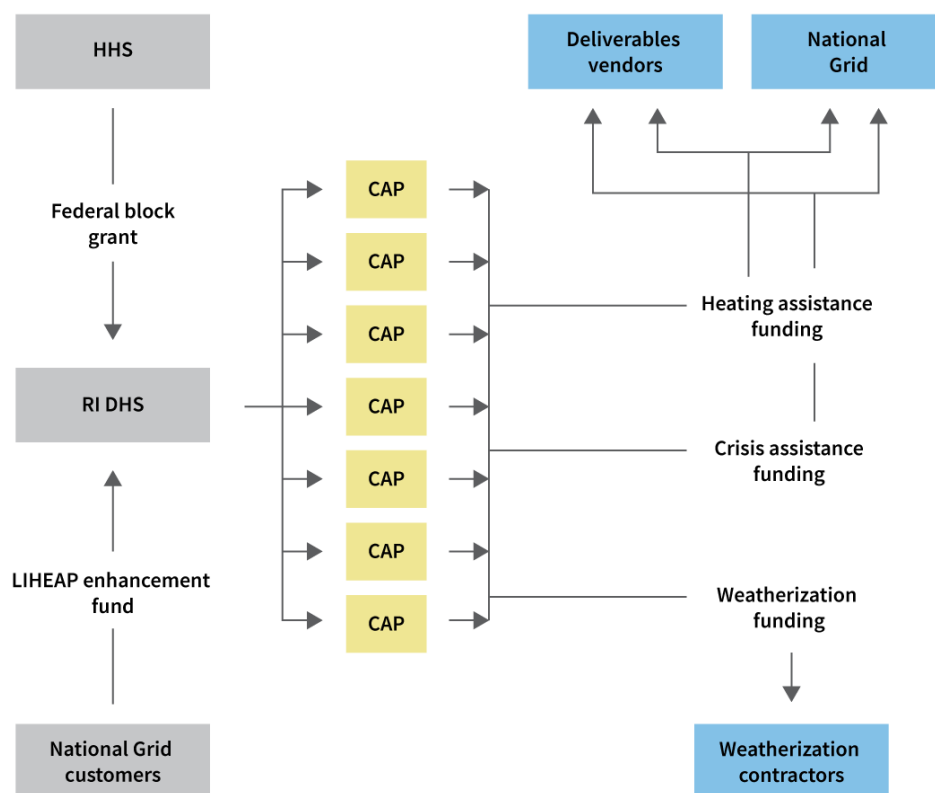 HHS
Deliverables
vendors
National
Grid
CAP
Federal block
grant
CAP
Heating assistance
funding
CAP
RI DHS
CAP
Crisis assistance
funding
CAP
CAP
LIHEAP enhancement
fund
Weatherization
funding
CAP
National Grid
customers
Weatherization
contractors